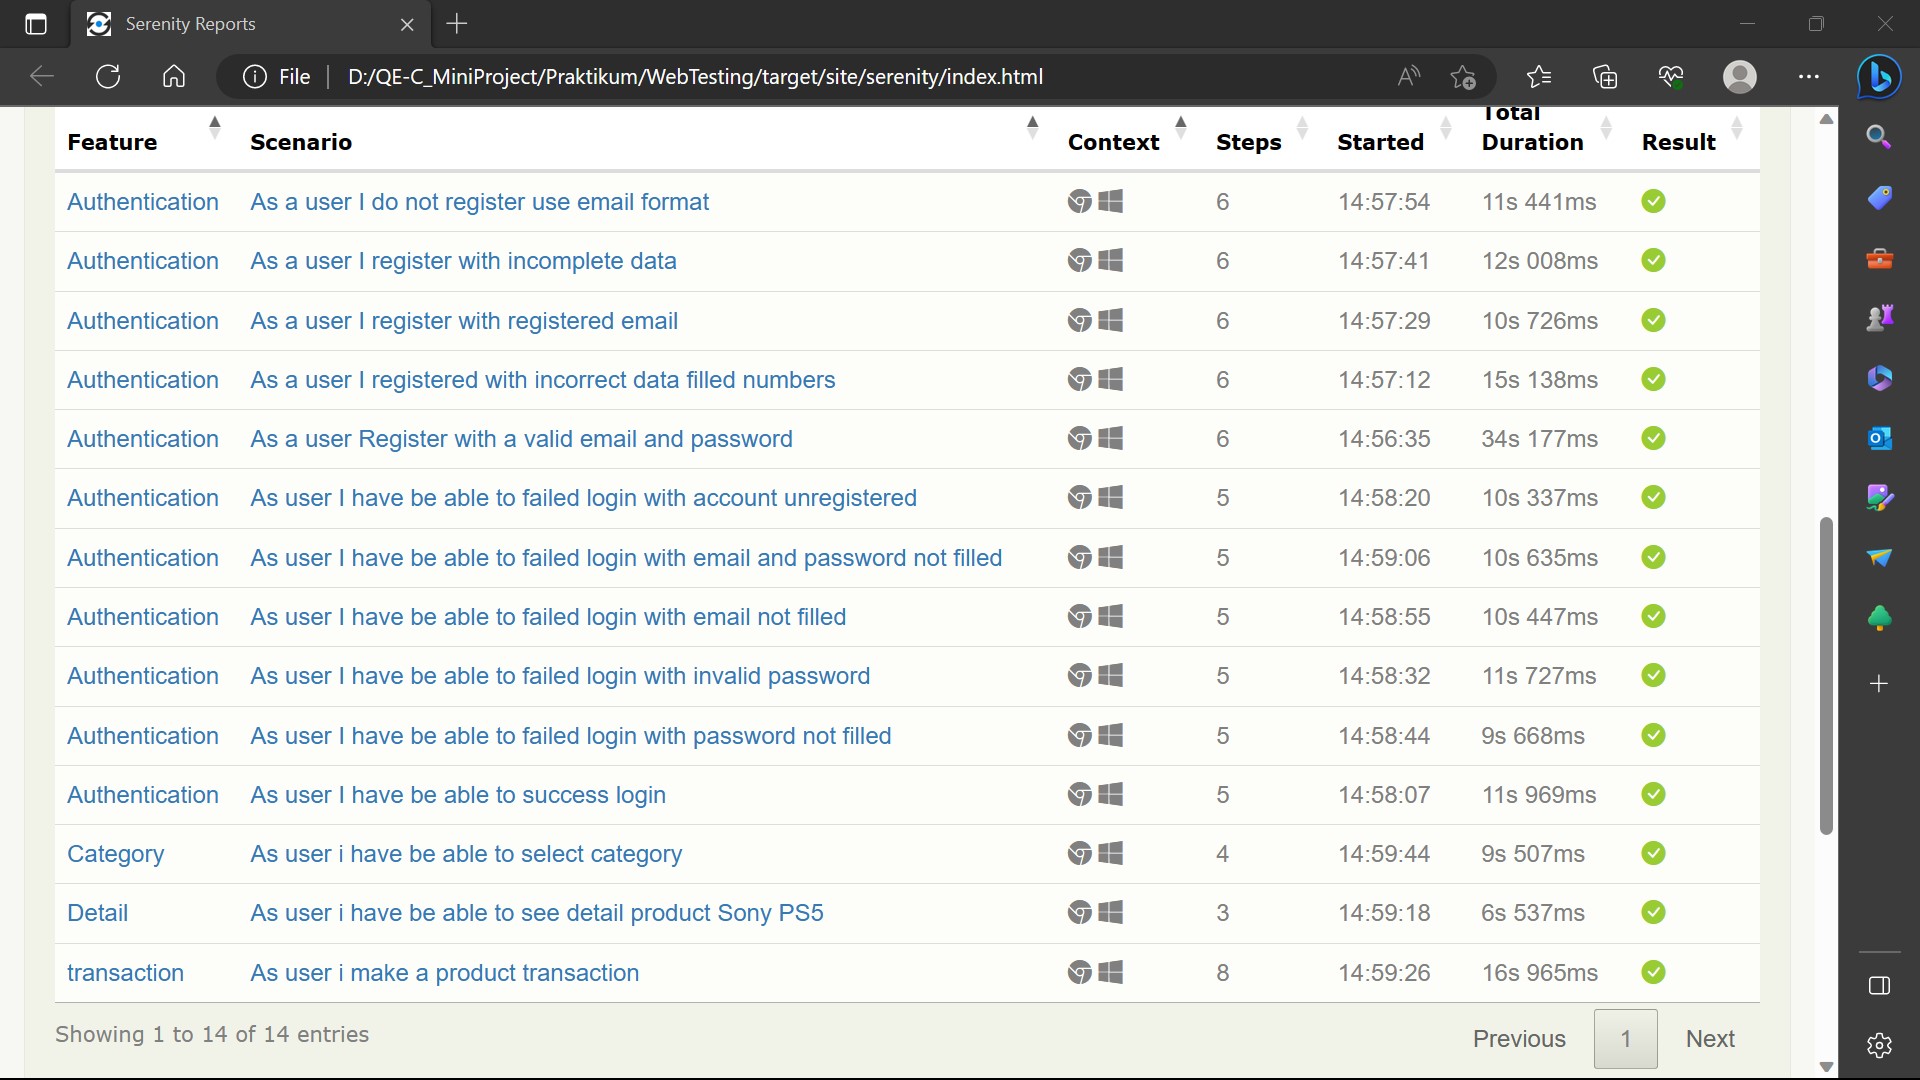 Serenity Reports
File D:/QE-C_MiniProject/Praktikum/WebTesting/target/site/serenity/index.html
Feature Scenario Context Steps Started Total Duration Result
Authentication As a user I do not register use email format 6 14:57:54 11s 441ms
Authentication As a user I register with incomplete data 6 14:57:41 12s 008ms
Authentication As a user I register with registered email 6 14:57:29 10s 726ms
Authentication As a user I registered with incorrect data filled numbers 6 14:57:12 15s 138ms
Authentication As a user Register with a valid email and password 6 14:56:35 34s 177ms
Authentication As user I have be able to failed login with account unregistered 5 14:58:20 10s 337ms
Authentication As user I have be able to failed login with email and password not filled 5 14:59:06 10s 635ms
Authentication As user I have be able to failed login with email not filled 5 14:58:55 10s 447ms
Authentication As user I have be able to failed login with invalid password 5 14:58:32 11s 727ms
Authentication As user I have be able to failed login with password not filled 5 14:58:44 9s 668ms
Authentication As user I have be able to success login 5 14:58:07 11s 969ms
Category As user i have be able to select category 4 14:59:44 9s 507ms
Detail As user i have be able to see detail product Sony PS5 3 14:59:18 6s 537ms
transaction As user i make a product transaction 8 14:59:26 16s 965ms
Showing 1 to 14 of 14 entries
Previous 1 Next